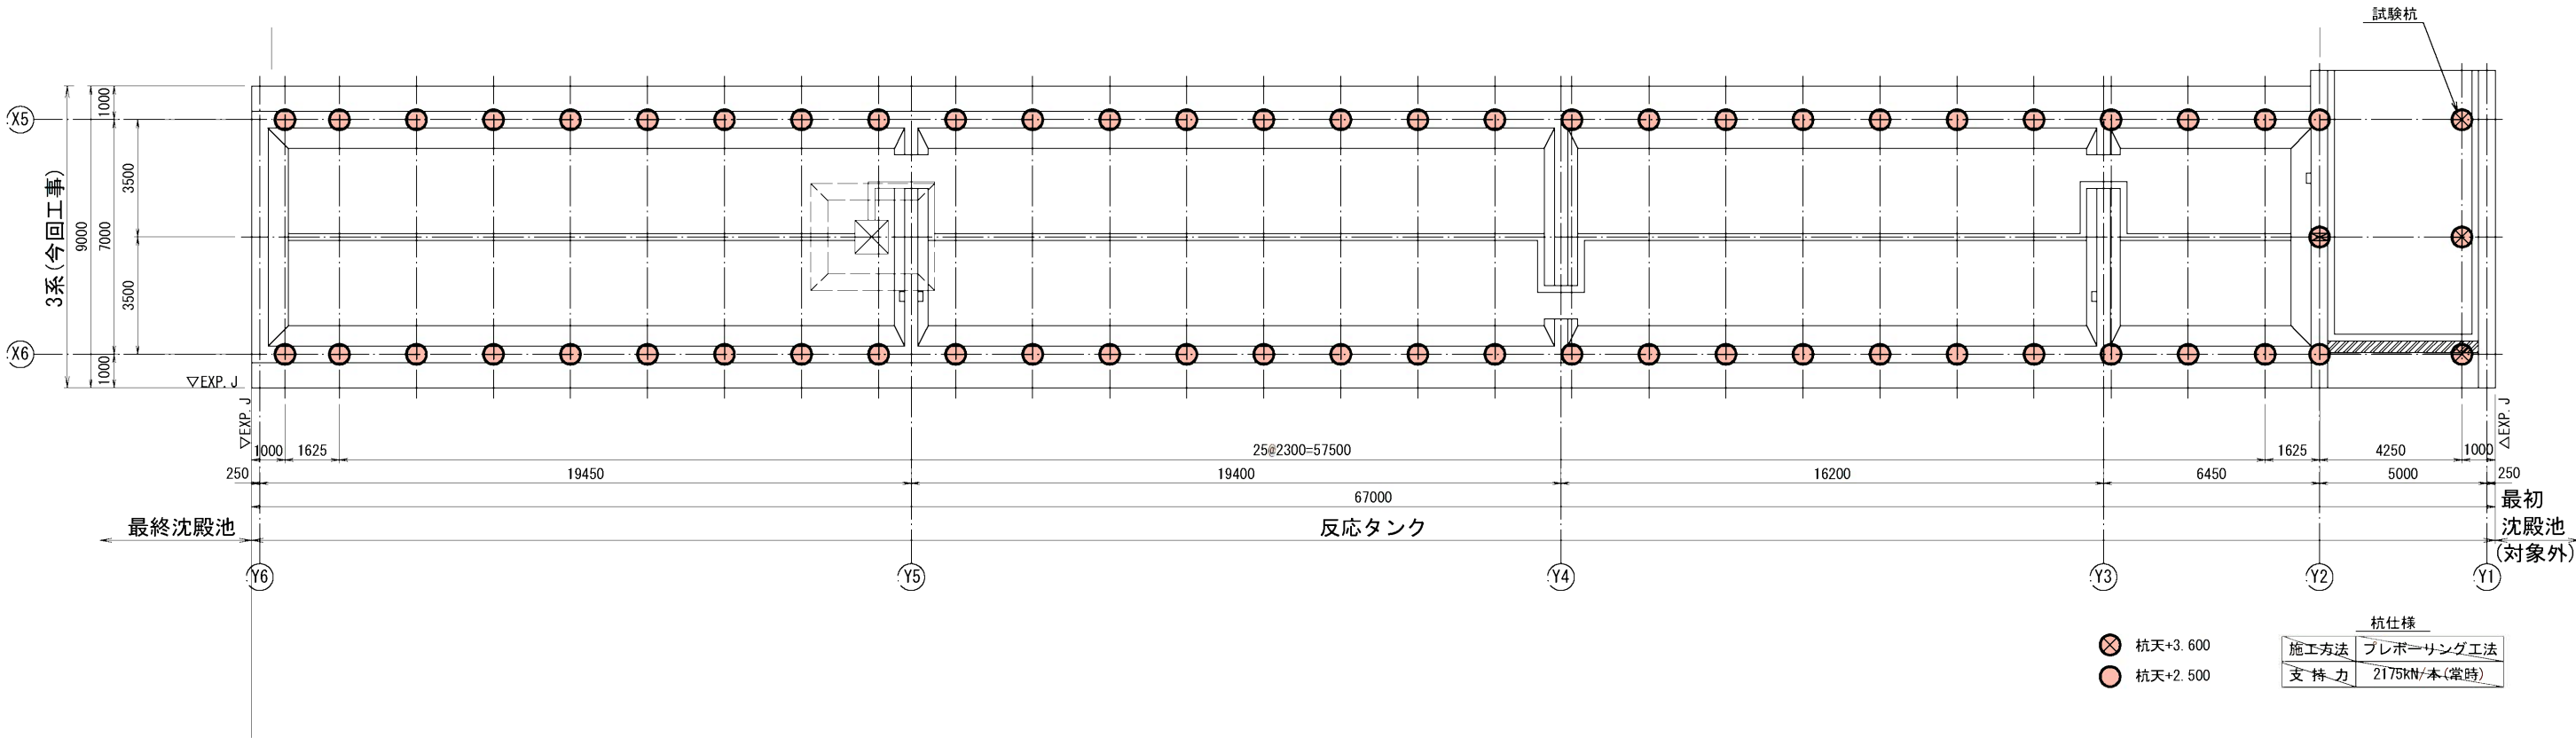 試験杭
X5
X6
3系(今回工事)
9000
1000
7000
1000
3500
3500
▽EXP. J
▽EXP. J
△EXP. J
1000
1625
25@2300=57500
1625
4250
1000
250
19450
19400
16200
6450
5000
250
67000
最終沈殿池
反応タンク
最初
沈殿池
(対象外)
Y6
Y5
Y4
Y3
Y2
Y1
杭天+3.600
杭天+2.500
杭仕様
施工方法 プレボーリング工法
支持力 2175kN/本(常時)